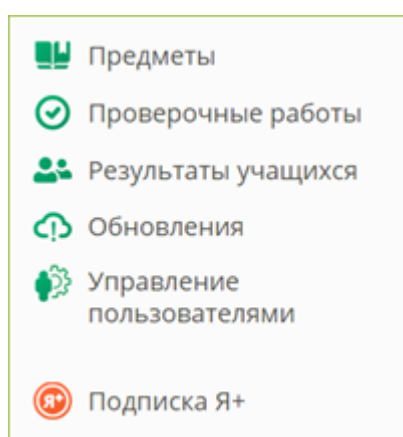 Предметы
Проверочные работы
Результаты учащихся
Обновления
Управление
пользователями
Я+
Подписка Я+